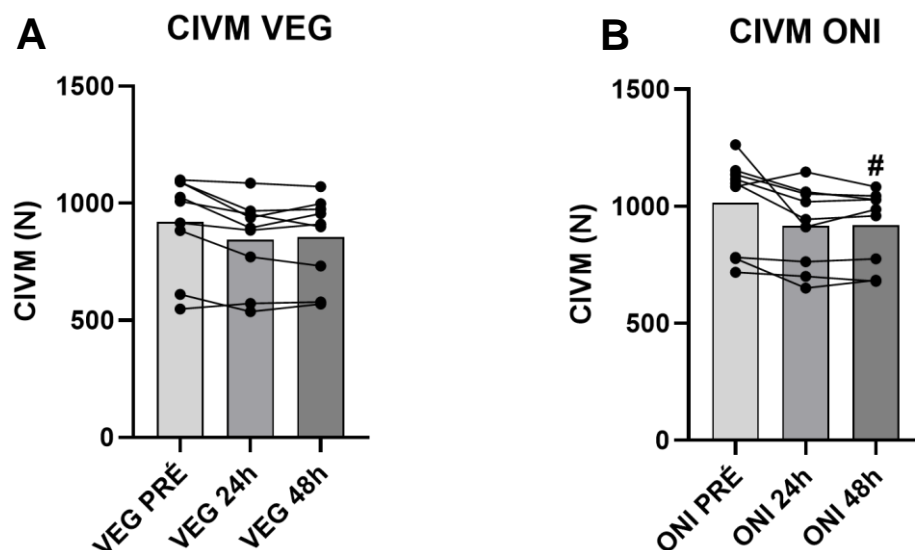 A
CIVM VEG
CIVM (N)
1500
1000
500
0
VEG PRÉ
VEG 24h
VEG 48h
B
CIVM ONI
CIVM (N)
1500
1000
500
0
#
ONI PRÉ
ONI 24h
ONI 48h